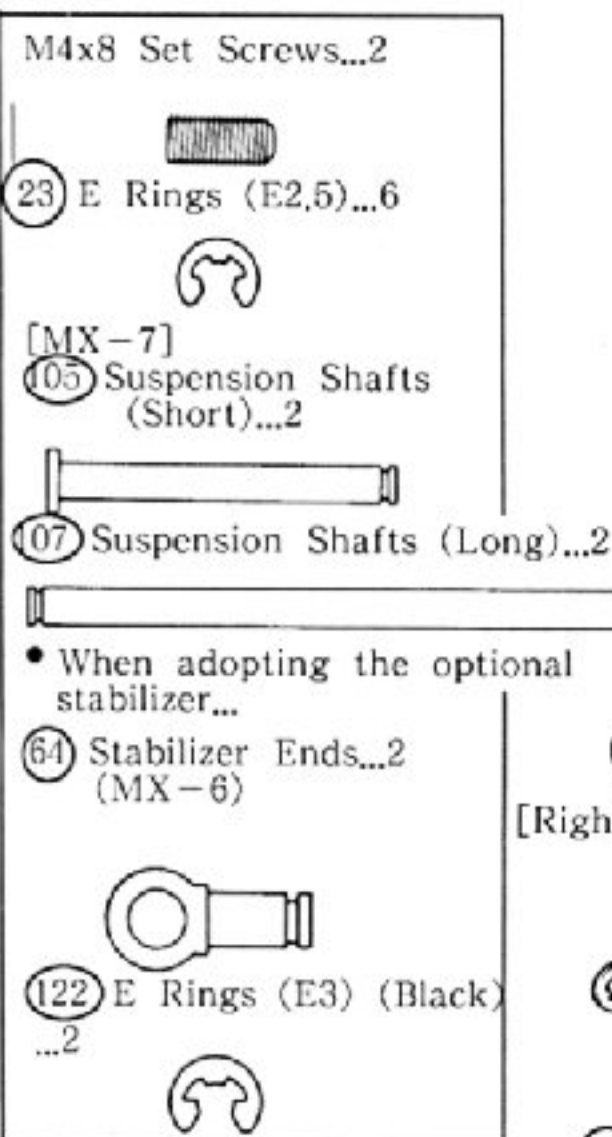 M4x8 Set Screws...2
23 E Rings (E2,5)...6
[MX-7]
105 Suspension Shafts
(Short)...2
107 Suspension Shafts (Long)...2
• When adopting the optional
stabilizer...
64 Stabilizer Ends...2
(MX-6)
[Righ
122 E Rings (E3) (Black)
...2